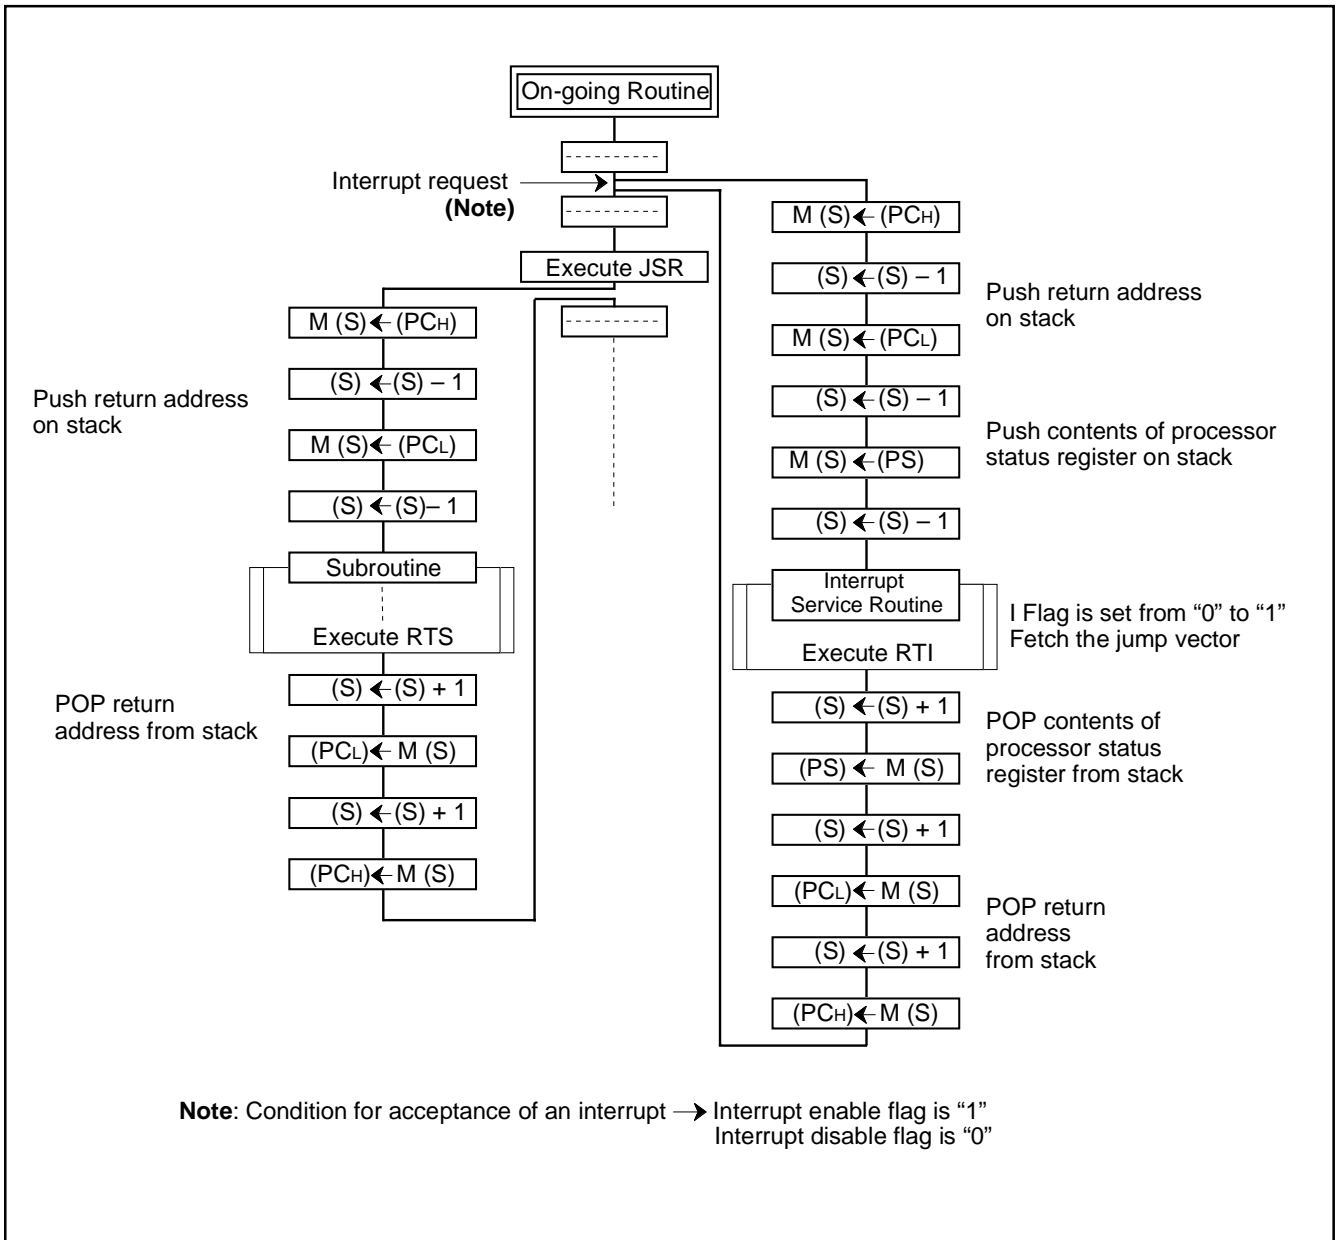 On-going Routine
Interrupt request
(Note)
Execute JSR
M (S) ← (PCH)
(S) ← (S) – 1
M (S) ← (PCL)
(S) ← (S) – 1
Subroutine
Execute RTS
(S) ← (S) + 1
(PCL) ← M (S)
(S) ← (S) + 1
(PCH) ← M (S)
Push return address
on stack
POP return
address from stack
M (S) ← (PCH)
(S) ← (S) – 1
M (S) ← (PCL)
(S) ← (S) – 1
M (S) ← (PS)
(S) ← (S) – 1
Interrupt
Service Routine
Execute RTI
(S) ← (S) + 1
(PS) ← M (S)
(S) ← (S) + 1
(PCL) ← M (S)
(S) ← (S) + 1
(PCH) ← M (S)
Push return address
on stack
Push contents of processor
status register on stack
I Flag is set from “0” to “1”
Fetch the jump vector
POP contents of
processor status
register from stack
POP return
address
from stack
Note: Condition for acceptance of an interrupt → Interrupt enable flag is “1”
Interrupt disable flag is “0”